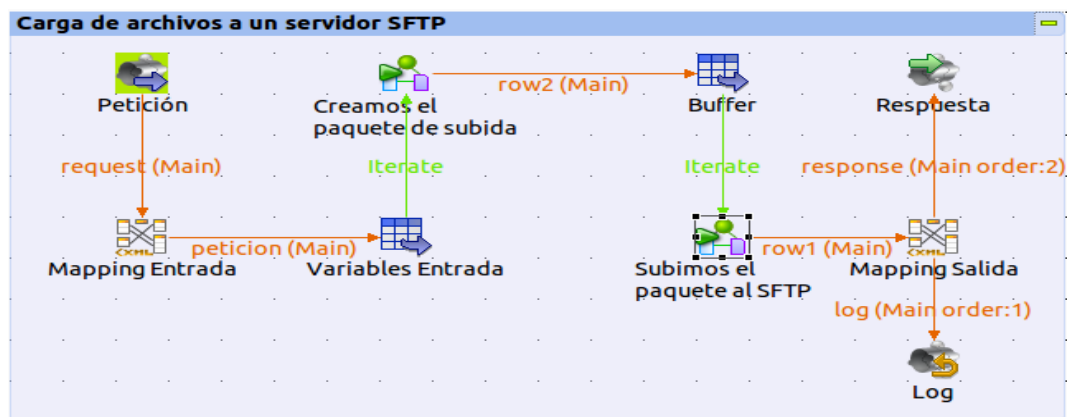 Carga de archivos a un servidor SFTP
Petición
Creamos el
paquete de subida
row2 (Main)
Buffer
Respuesta
request (Main)
Iterate
Iterate
response (Main order:2)
Mapping Entrada
peticion (Main)
Variables Entrada
Subimos el
paquete al SFTP
row1 (Main)
<XML>
<XML>
Mapping Salida
log (Main order:1)
Log